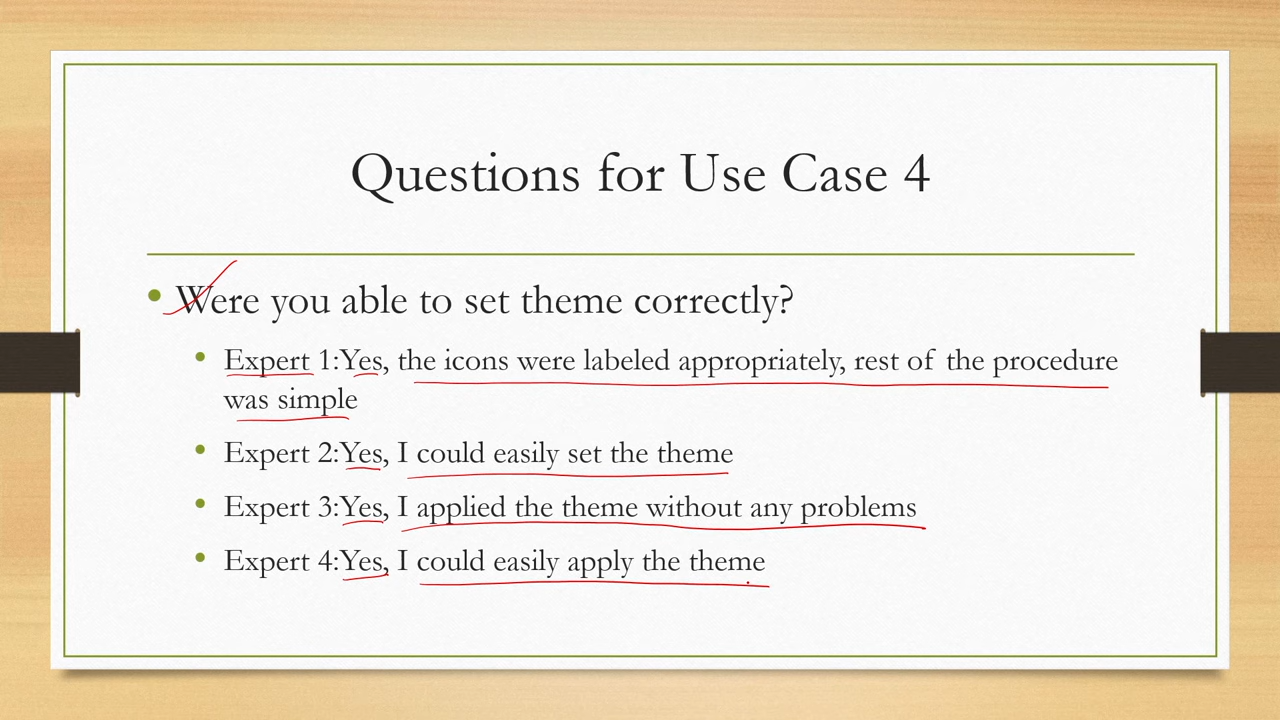 Questions for Use Case 4
• Were you able to set theme correctly?
• Expert 1:Yes, the icons were labeled appropriately, rest of the procedure
was simple
• Expert 2:Yes, I could easily set the theme
• Expert 3:Yes, I applied the theme without any problems
• Expert 4:Yes, I could easily apply the theme